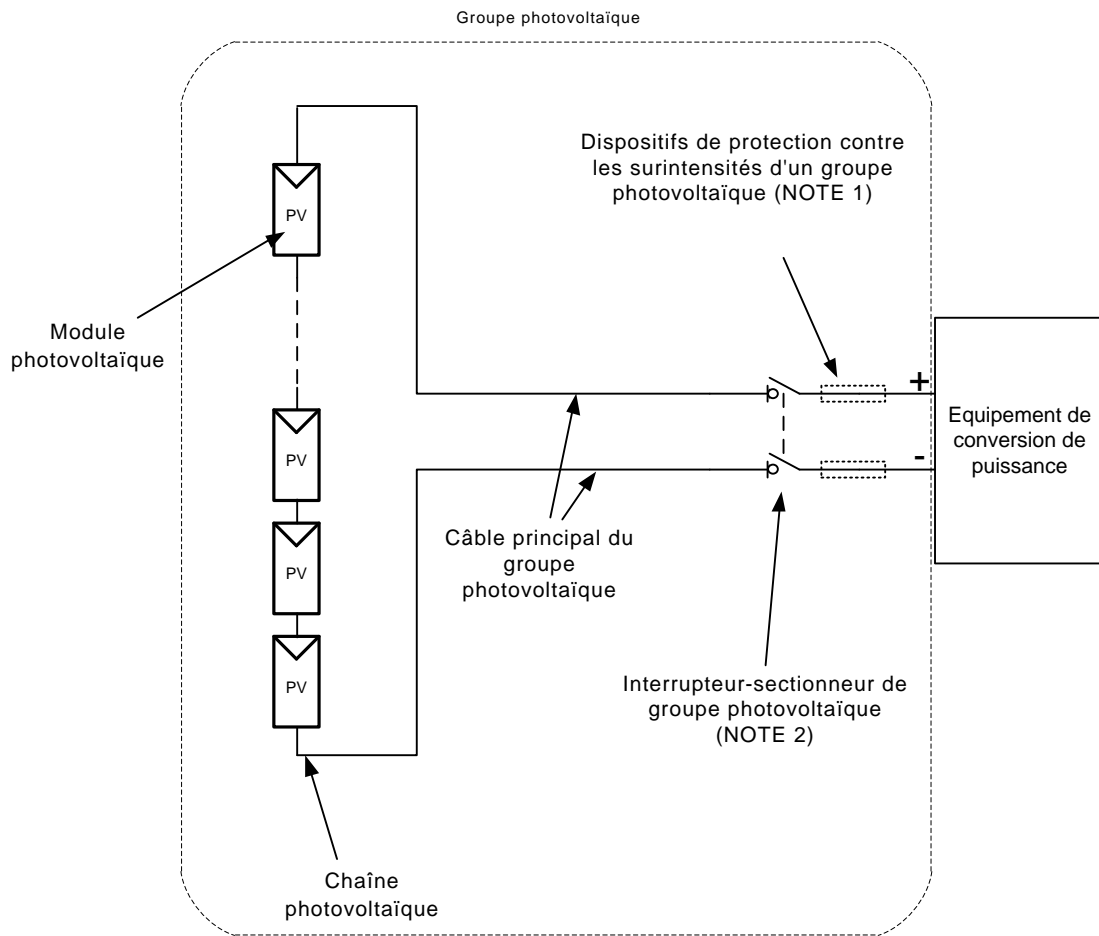 Groupe photovoltaïque
Dispositifs de protection contre
les surintensités d'un groupe
photovoltaïque (NOTE 1)
PV
Module
photovoltaïque
+
-
Equipement de
conversion de
puissance
PV
Câble principal du
groupe
photovoltaïque
PV
Interrupteur-sectionneur de
groupe photovoltaïque
(NOTE 2)
PV
Chaîne
photovoltaïque